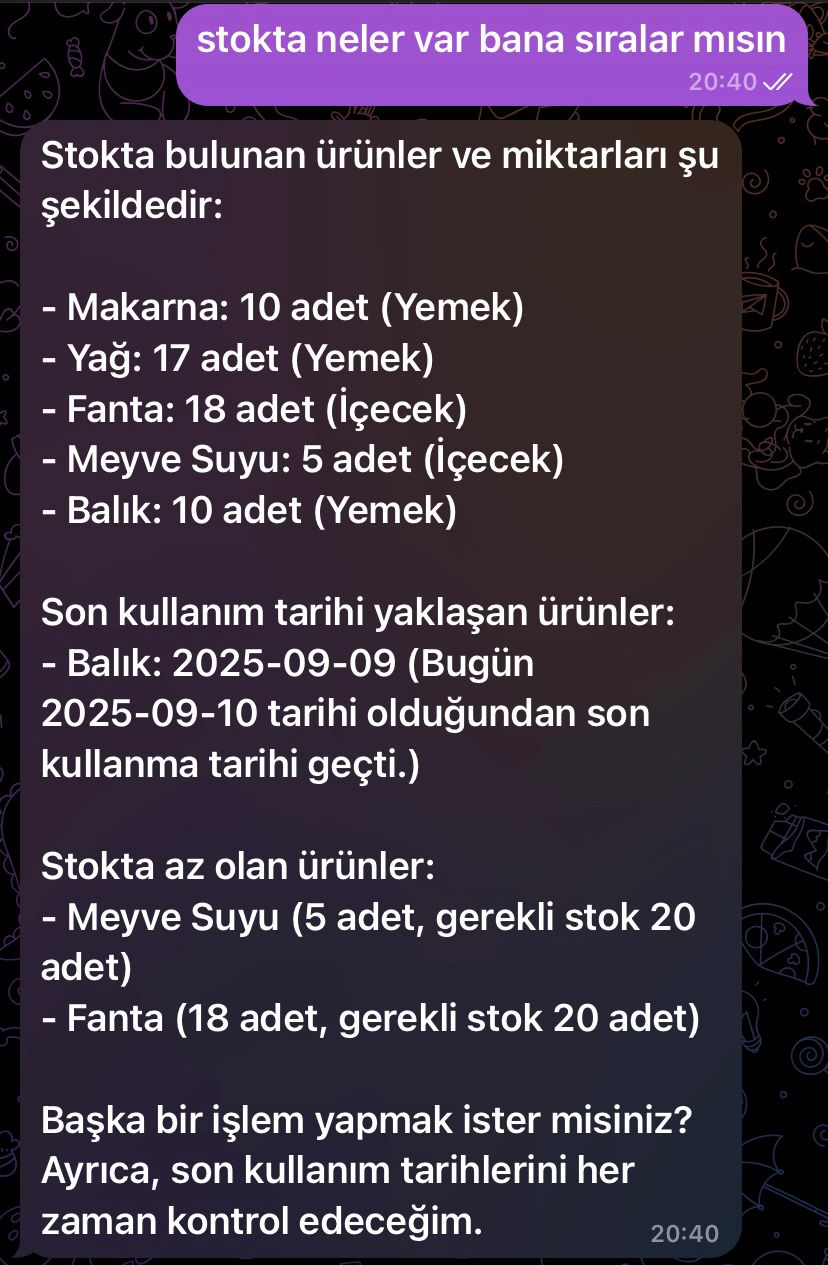 stokta neler var bana sıralar mısın
20:40
Stokta bulunan ürünler ve miktarları şu
şekildedir:
- Makarna: 10 adet (Yemek)
- Yağ: 17 adet (Yemek)
- Fanta: 18 adet (İçecek)
- Meyve Suyu: 5 adet (İçecek)
- Balık: 10 adet (Yemek)
Son kullanım tarihi yaklaşan ürünler:
- Balık: 2025-09-09 (Bugün
2025-09-10 tarihi olduğundan son
kullanma tarihi geçti.)
Stokta az olan ürünler:
- Meyve Suyu (5 adet, gerekli stok 20
adet)
- Fanta (18 adet, gerekli stok 20 adet)
Başka bir işlem yapmak ister misiniz?
Ayrıca, son kullanım tarihlerini her
zaman kontrol edeceğim.
20:40